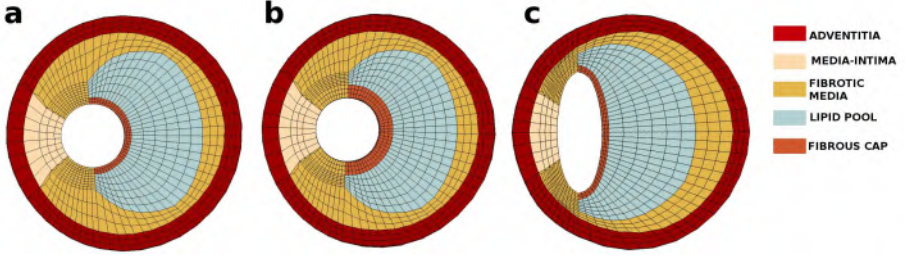 a
b
c
ADVENTITIA
MEDIA-INTIMA
FIBROTIC
MEDIA
LIPID POOL
FIBROUS CAP